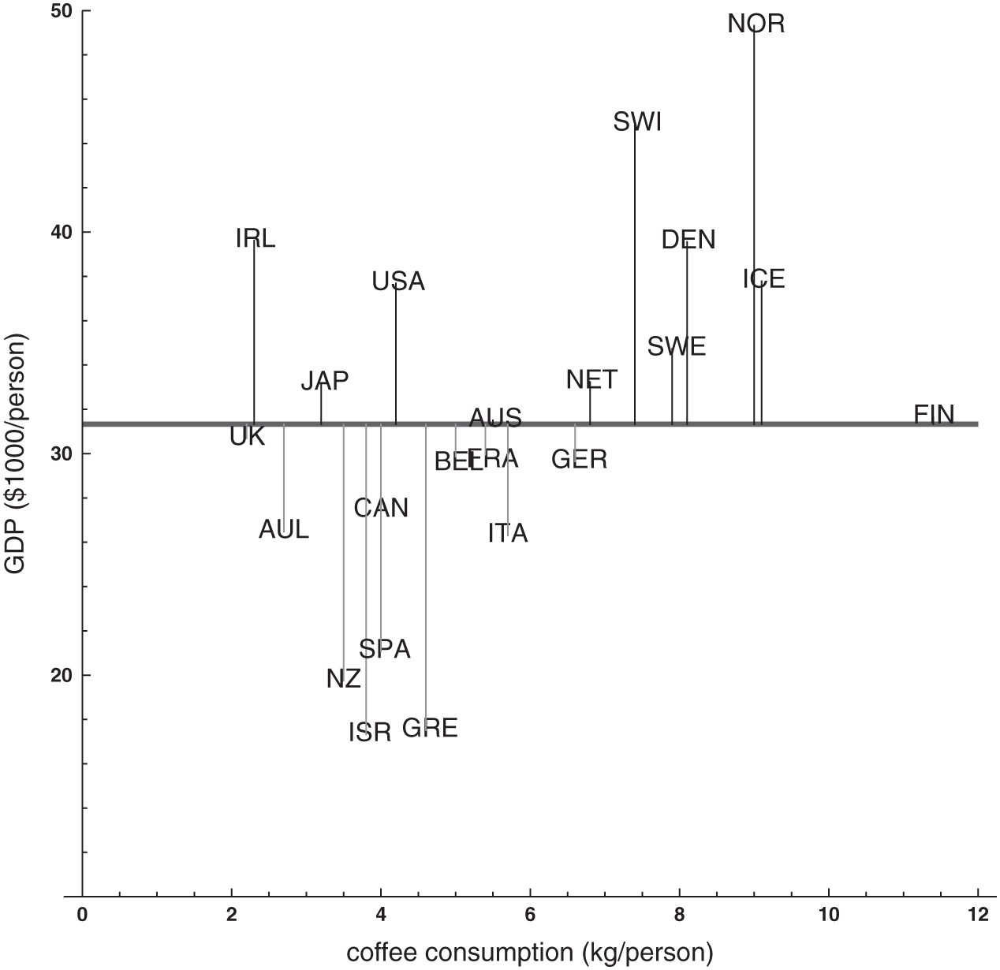 50
NOR
SWI
40
IRL
DEN
USA
ICE
SWE
JAP
NET
AUS
FIN
UK
30
BEL
FRA
GER
CAN
AUL
ITA
SPA
20
NZ
ISR
GRE
GDP ($1000/person)
0 2 4 6 8 10 12
coffee consumption (kg/person)